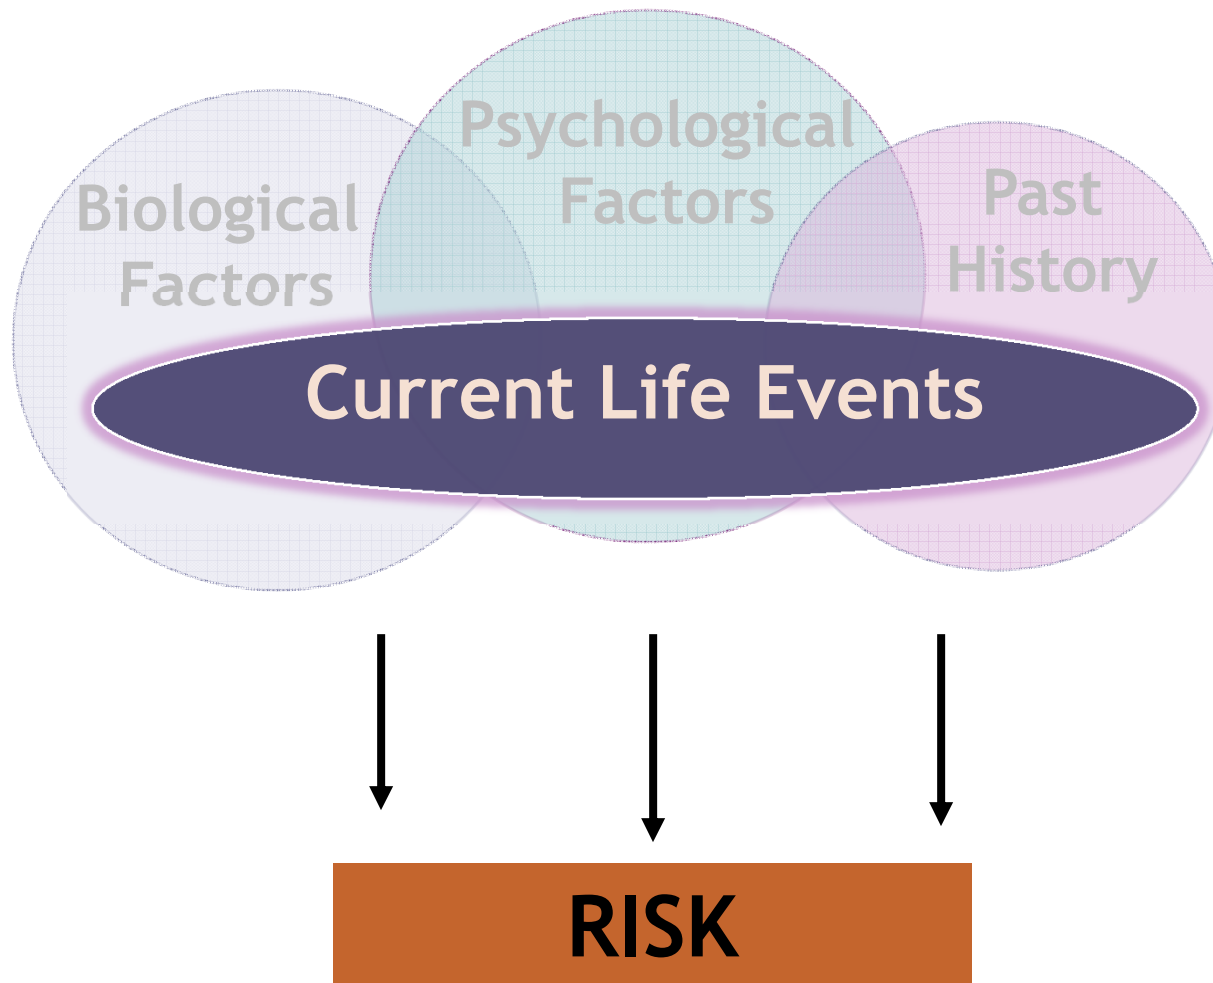 Psychological
Factors
Biological
Factors
Past
History
Current Life Events
RISK